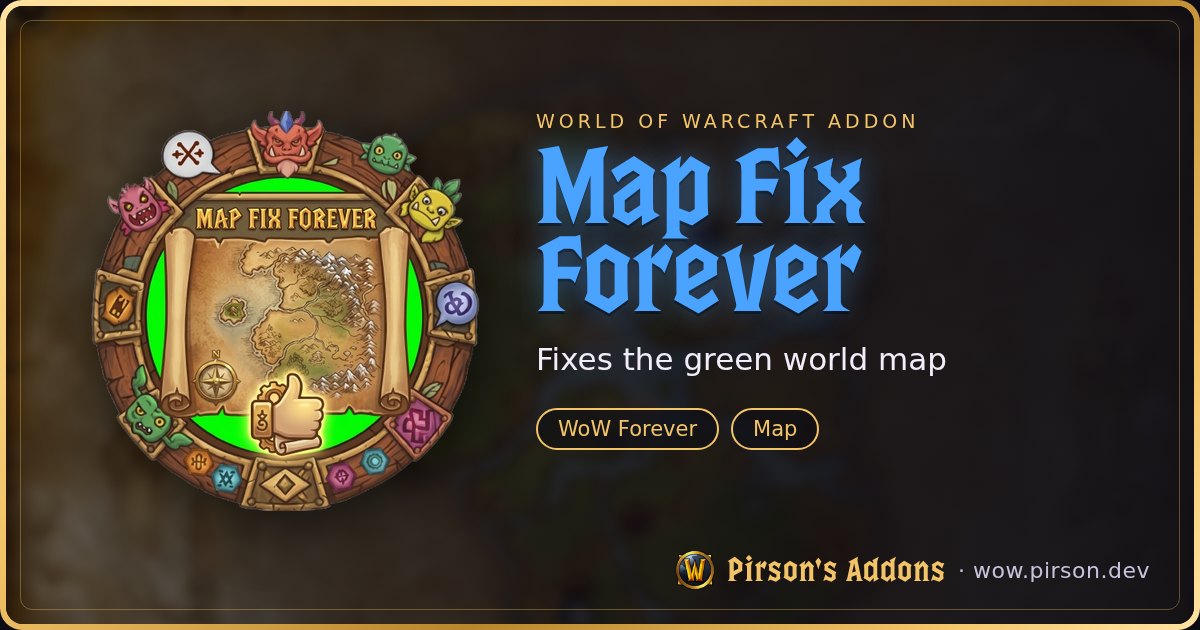 WORLD OF WARCRAFT ADDON
Map Fix
Forever
MAP FIX FOREVER
N
Fixes the green world map
WoW Forever
Map
W
Pirson's Addons · wow.pirson.dev